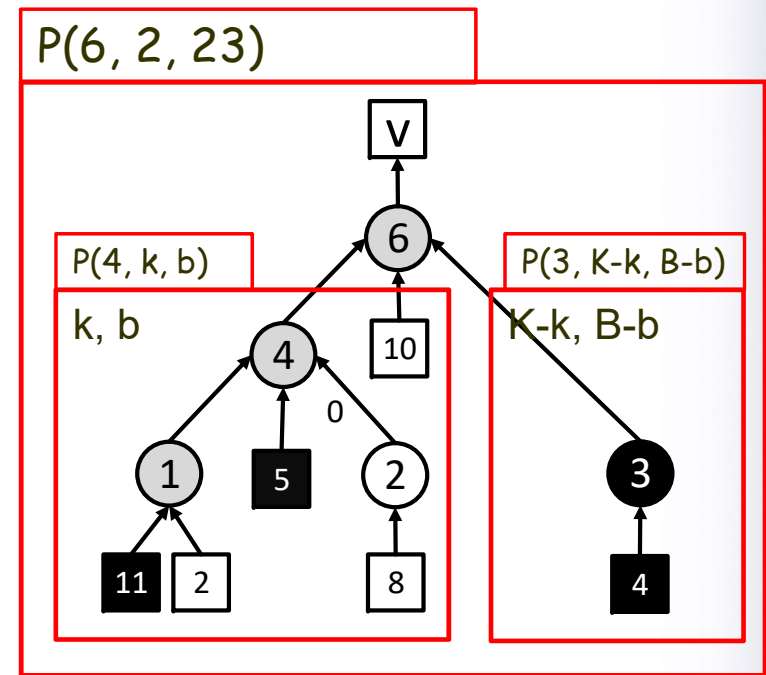 P(6, 2, 23)
V
6
P(4, k, b)
P(3, K-k, B-b)
k, b
K-k, B-b
4
10
0
1
5
2
3
11
2
8
4